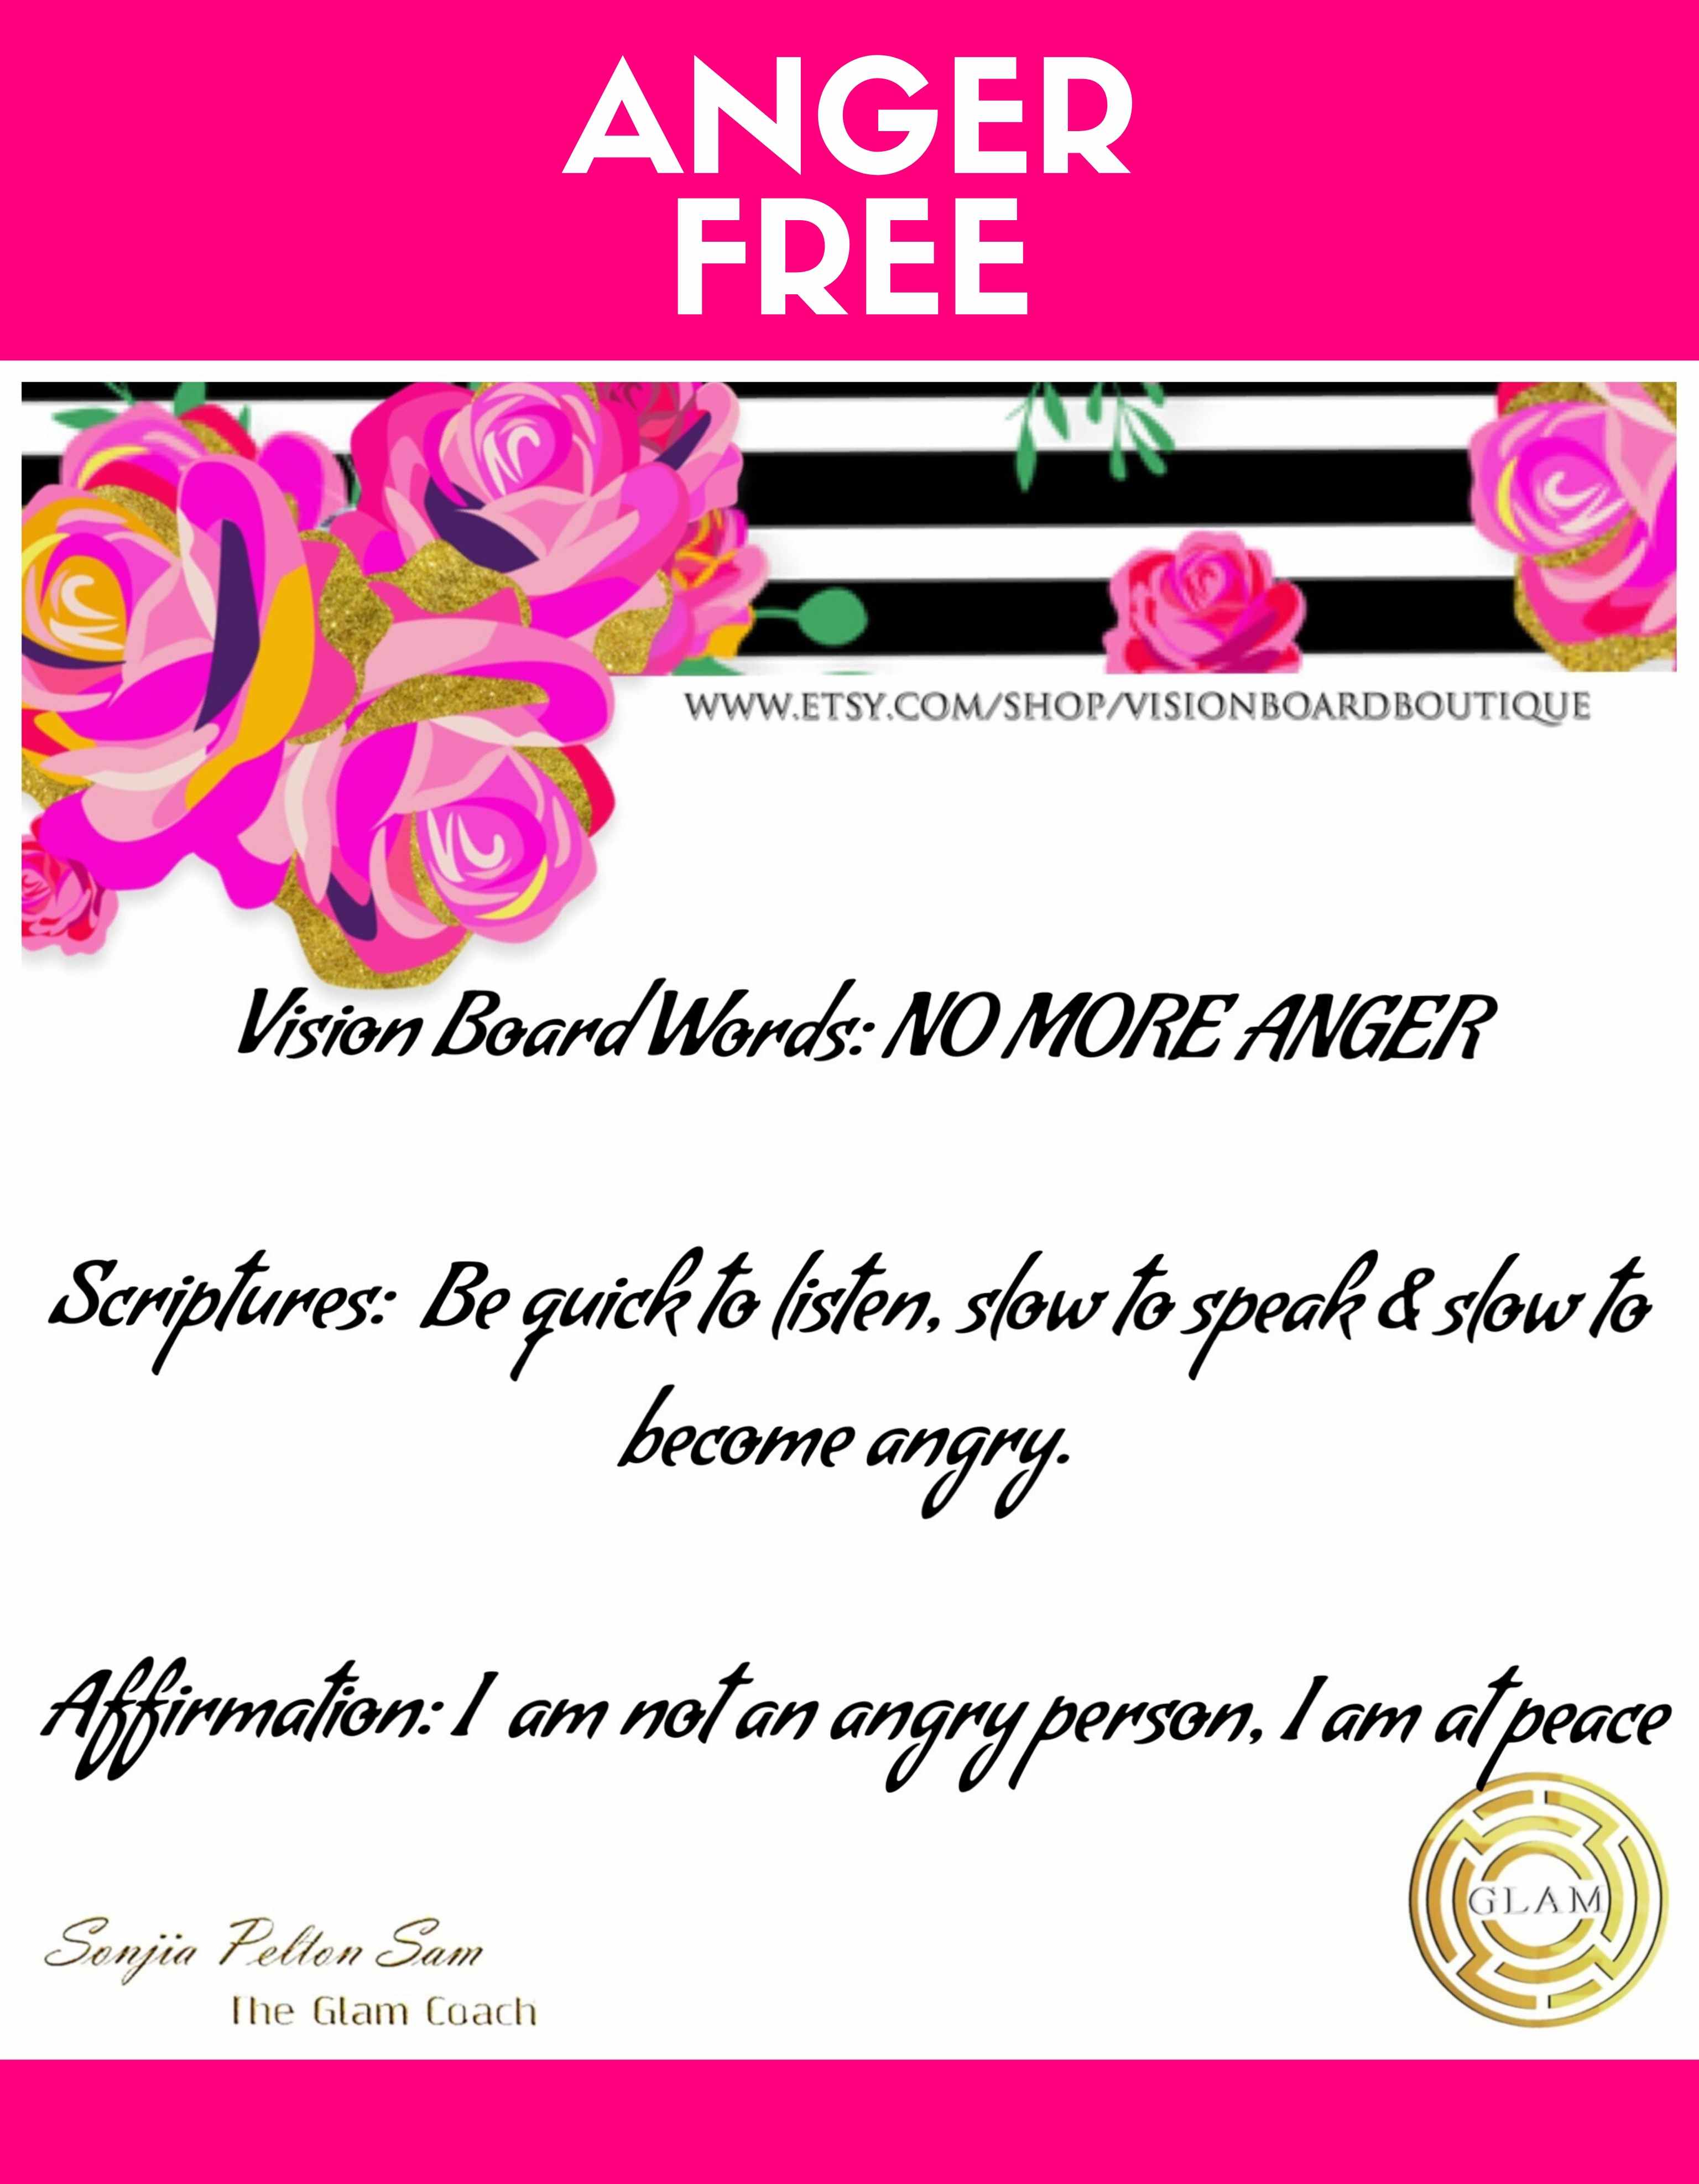 ANGER
FREE
WWW.ETSY.COM/SHOP/VISIONBOARDBOUTIQUE
Vision Board Words: NO MORE ANGER
Scriptures: Be quick to listen, slow to speak & slow to
become angry.
Affirmation: I am not an angry person, I am at peace
GLAM
Sonjia Pelton Sam
The Glam Coach